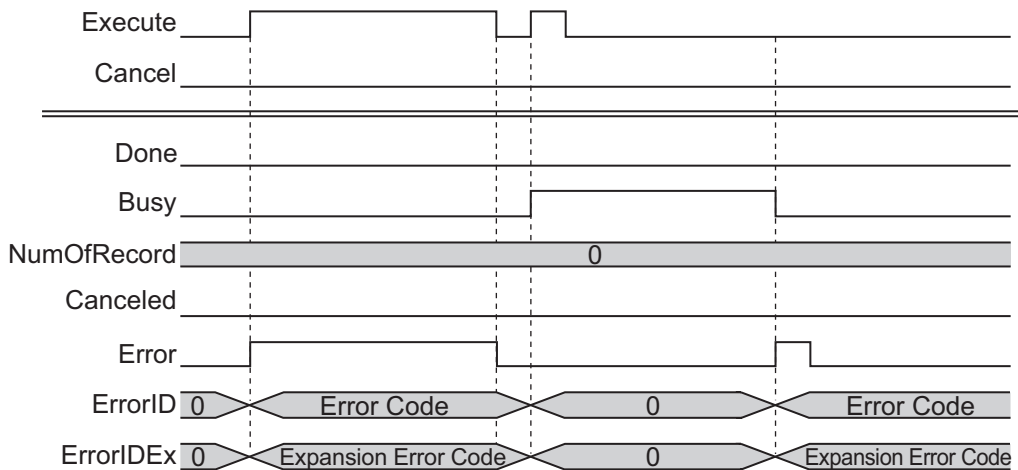 Execute
Cancel
Done
Busy
NumOfRecord 0
Canceled
Error
ErrorID 0 Error Code 0 Error Code
ErrorIDEx 0 Expansion Error Code 0 Expansion Error Code